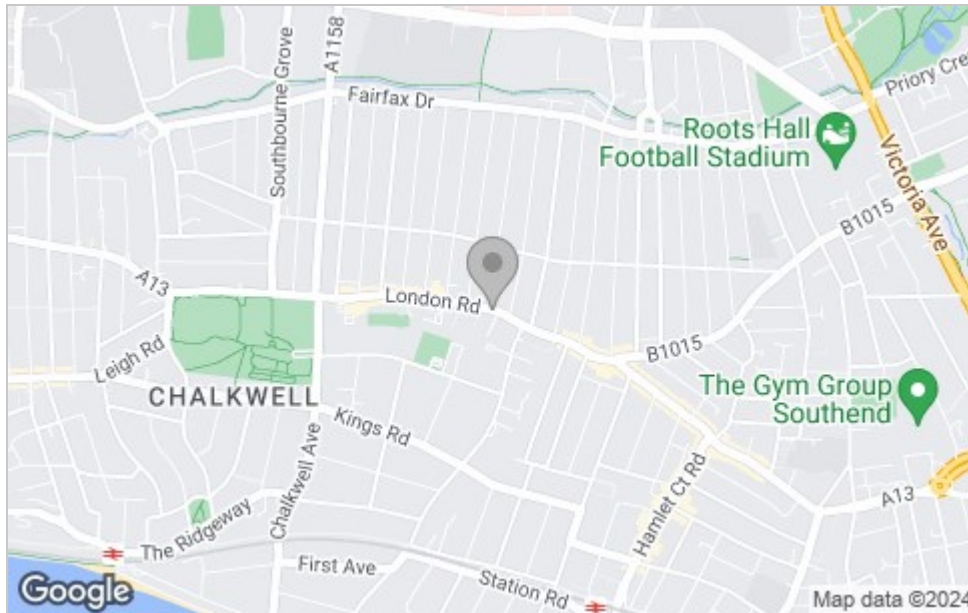 A1158
Southbourne Grove
Fairfax Dr
Priory Cre
Roots Hall
Football Stadium
Victoria Ave
B1015
A13
London Rd
Leigh Rd
B1015
CHALKWELL
The Gym Group
Southend
Kings Rd
Chalkwell Ave
Hamlet Ct Rd
A13
The Ridgeway
First Ave
Station Rd
Google
Map data ©2024